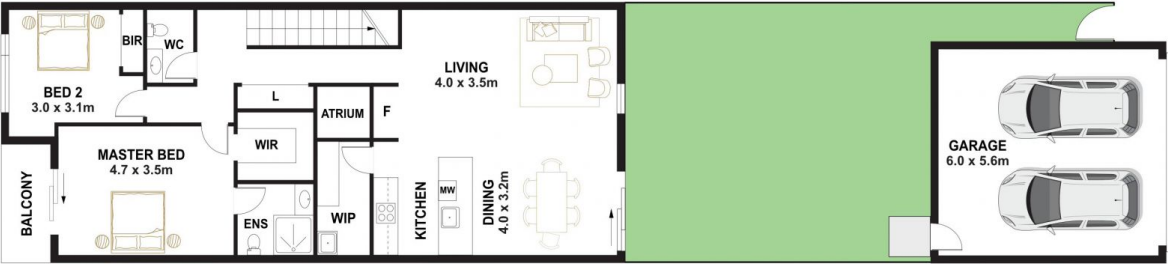 BIR
WC
BED 2
3.0 x 3.1m
LIVING
4.0 x 3.5m
L
ATRIUM
F
WIR
MASTER BED
4.7 x 3.5m
BALCONY
ENS
WIP
KITCHEN
MW
DINING
4.0 x 3.2m
GARAGE
6.0 x 5.6m